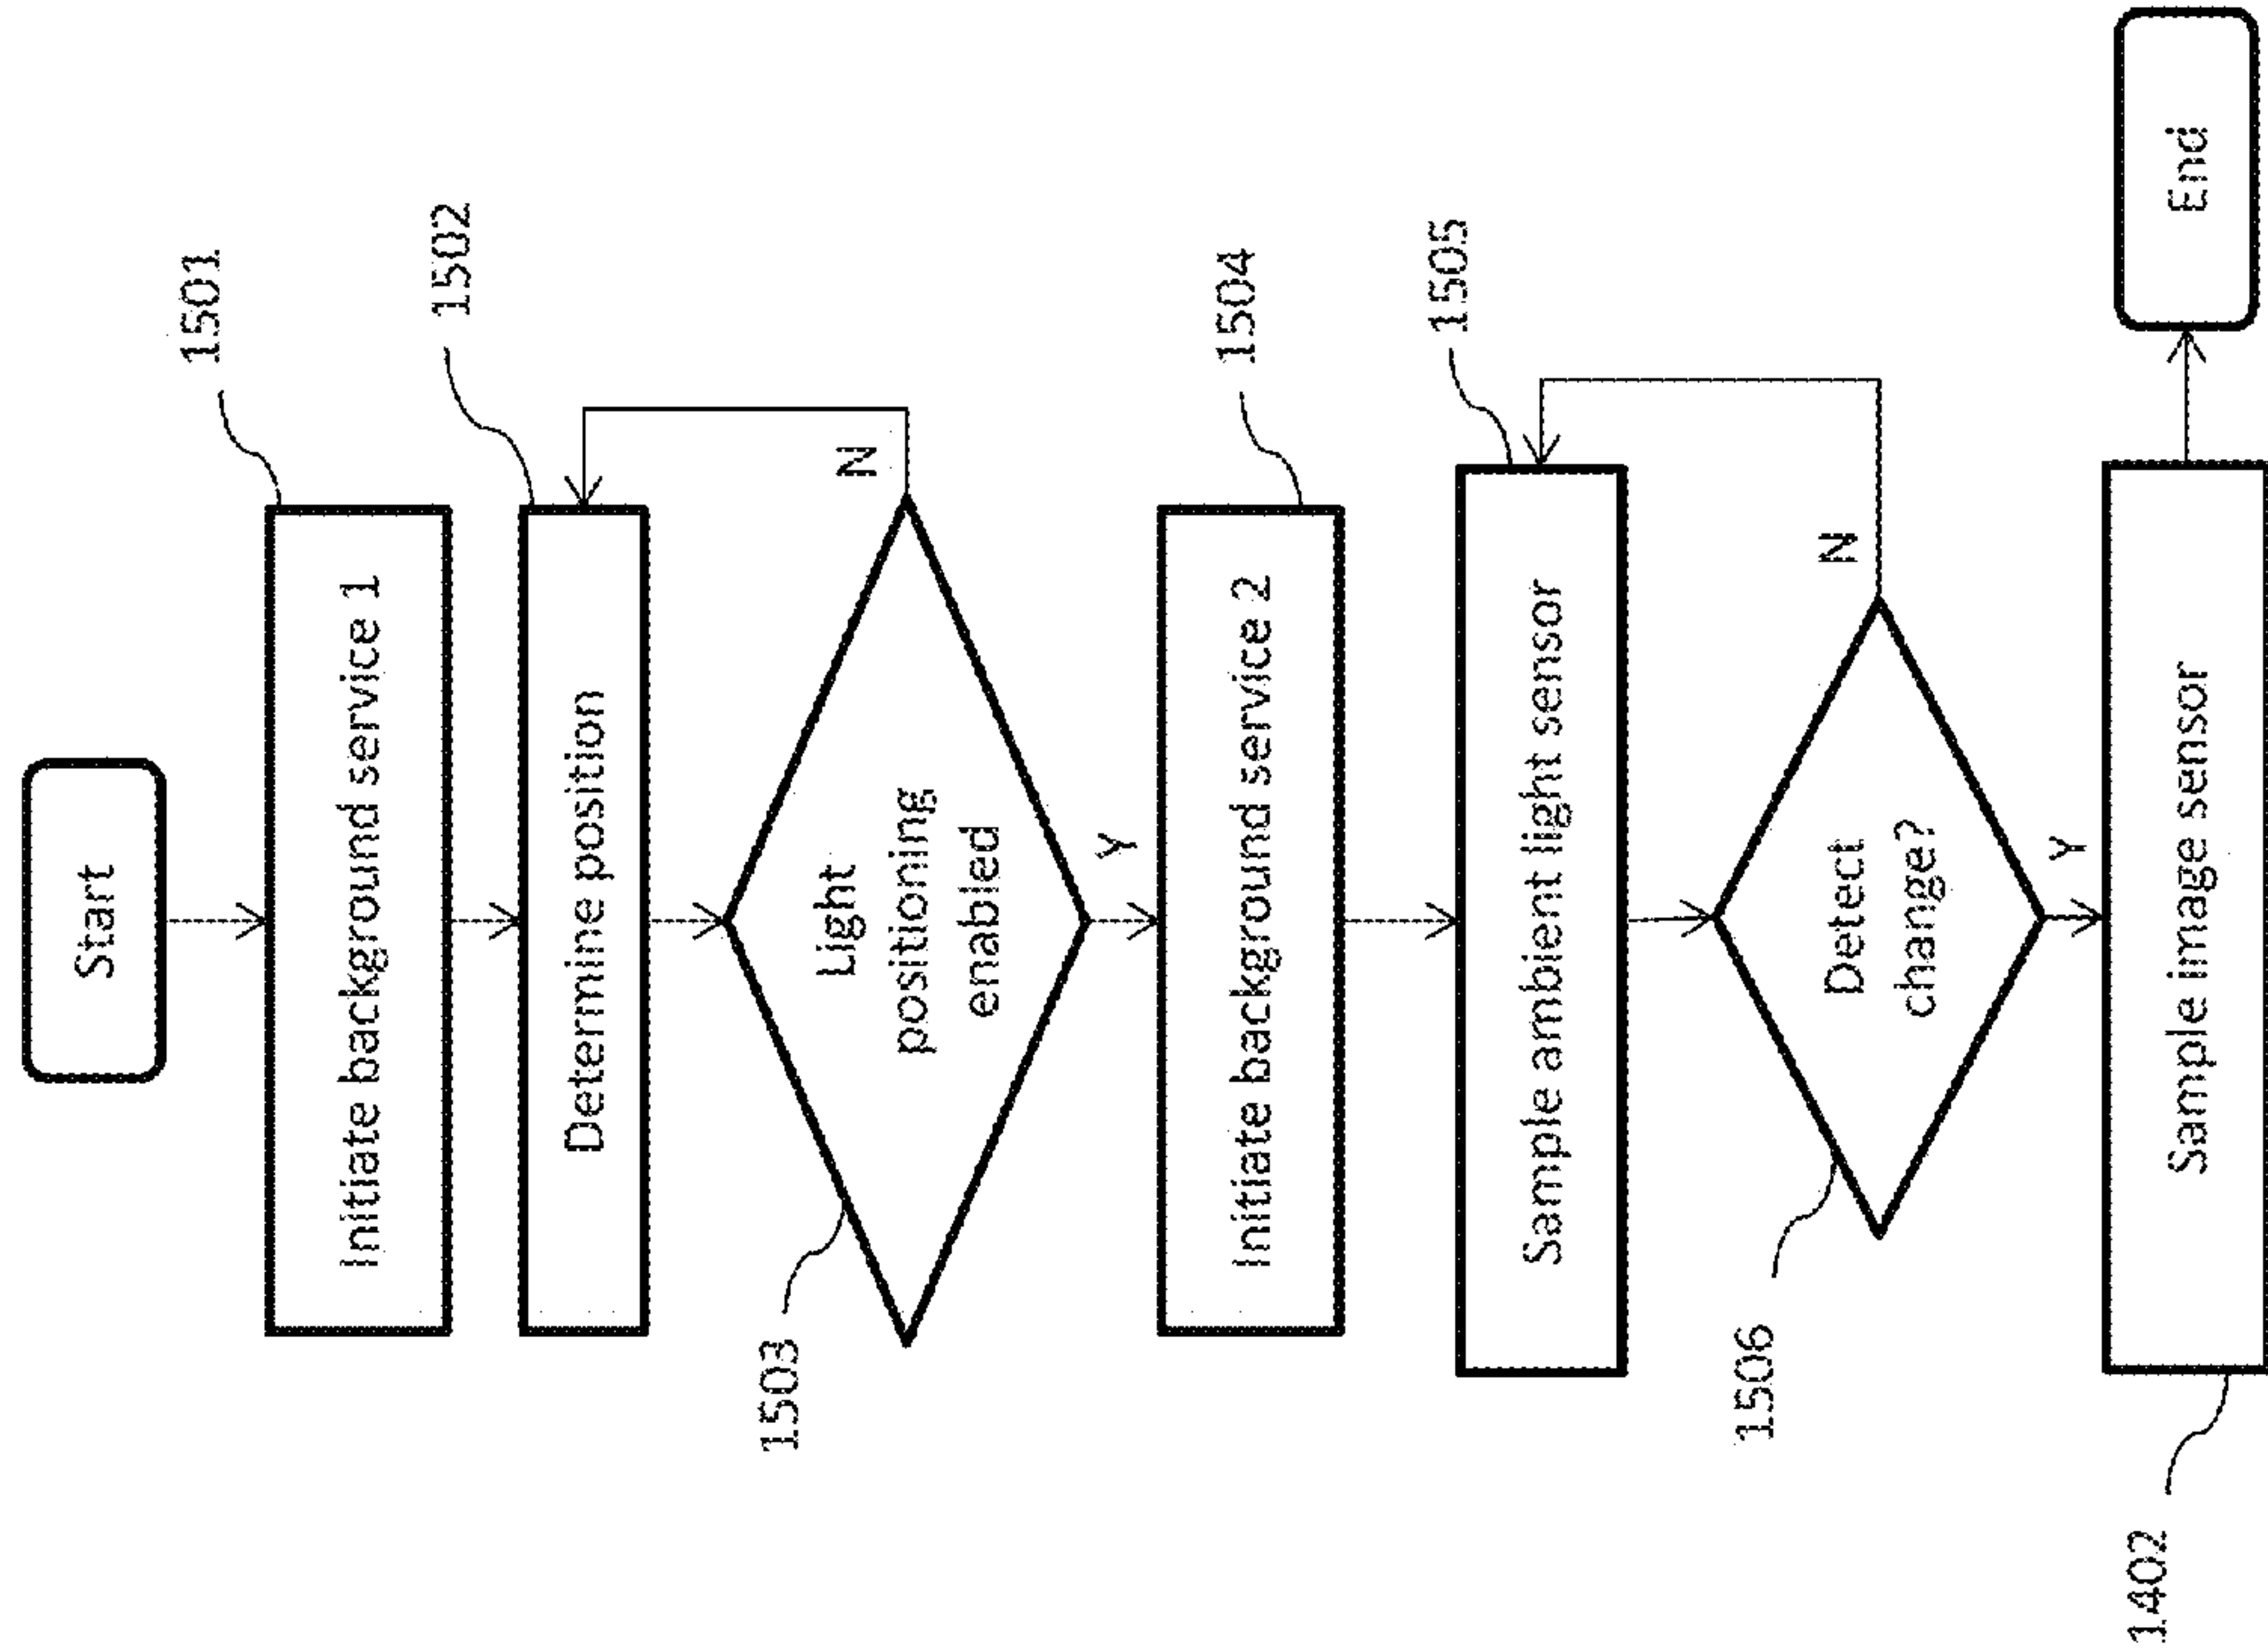 Start
1501
Initiate background service 1
1502
Determine position
1503
Light
positioning
enabled
N
Y
1504
Initiate background service 2
1505
Sample ambient light sensor
1506
Detect
change?
N
Y
1402
Sample image sensor
End